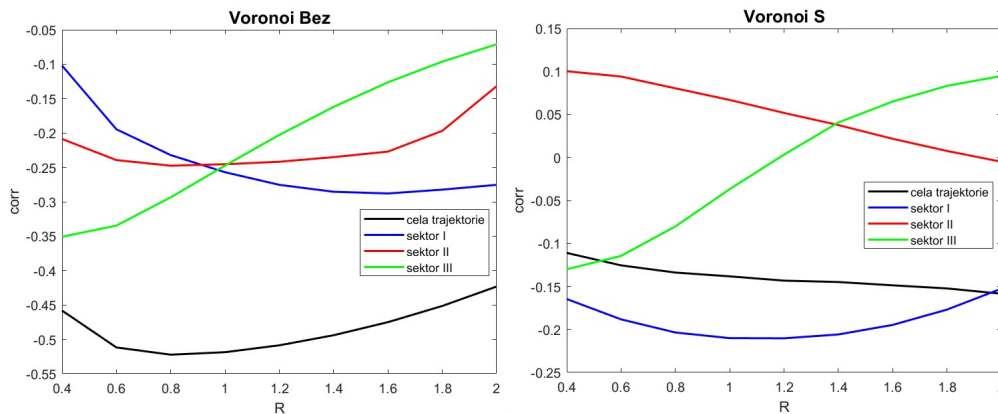 Voronoi Bez
-0.05
-0.1
-0.15
-0.2
-0.25
-0.3
-0.35
-0.4
-0.45
-0.5
-0.55
corr
0.4 0.6 0.8 1 1.2 1.4 1.6 1.8 2
R
cela trajektorie
sektor I
sektor II
sektor III
Voronoi S
0.15
0.1
0.05
0
-0.05
-0.1
-0.15
-0.2
-0.25
corr
0.4 0.6 0.8 1 1.2 1.4 1.6 1.8
R
cela trajektorie
sektor I
sektor II
sektor III